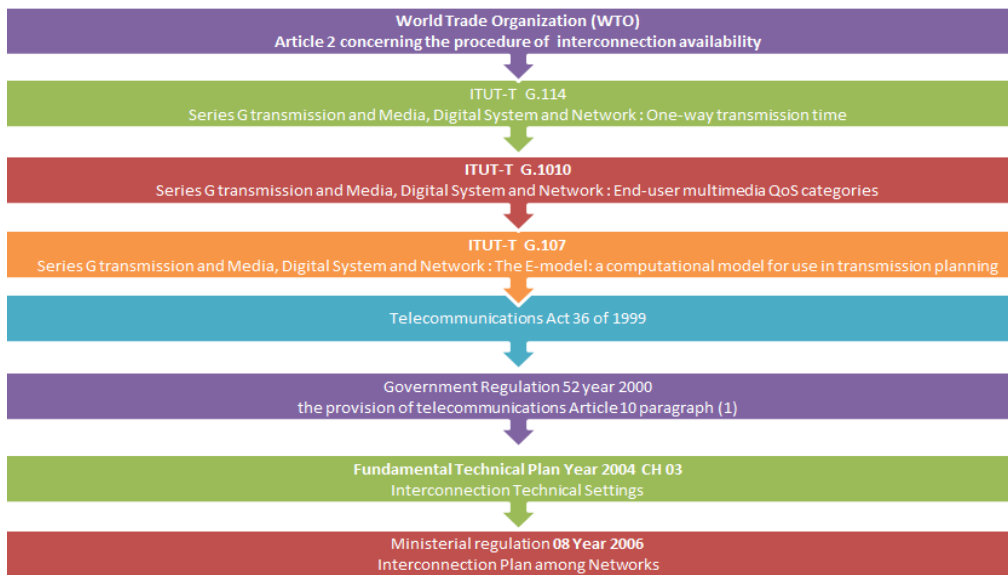 World Trade Organization (WTO)
Article 2 concerning the procedure of interconnection availability
ITUT-T G.114
Series G transmission and Media, Digital System and Network : One-way transmission time
ITUT-T G.1010
Series G transmission and Media, Digital System and Network : End-user multimedia QoS categories
ITUT-T G.107
Series G transmission and Media, Digital System and Network : The E-model: a computational model for use in transmission planning
Telecommunications Act 36 of 1999
Government Regulation 52 year 2000
the provision of telecommunications Article 10 paragraph (1)
Fundamental Technical Plan Year 2004 CH 03
Interconnection Technical Settings
Ministerial regulation 08 Year 2006
Interconnection Plan among Networks